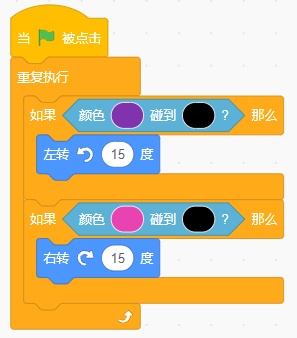 当 被点击
重复执行
如果 颜色 碰到 ? 那么
左转 15 度
如果 颜色 碰到 ? 那么
右转 15 度